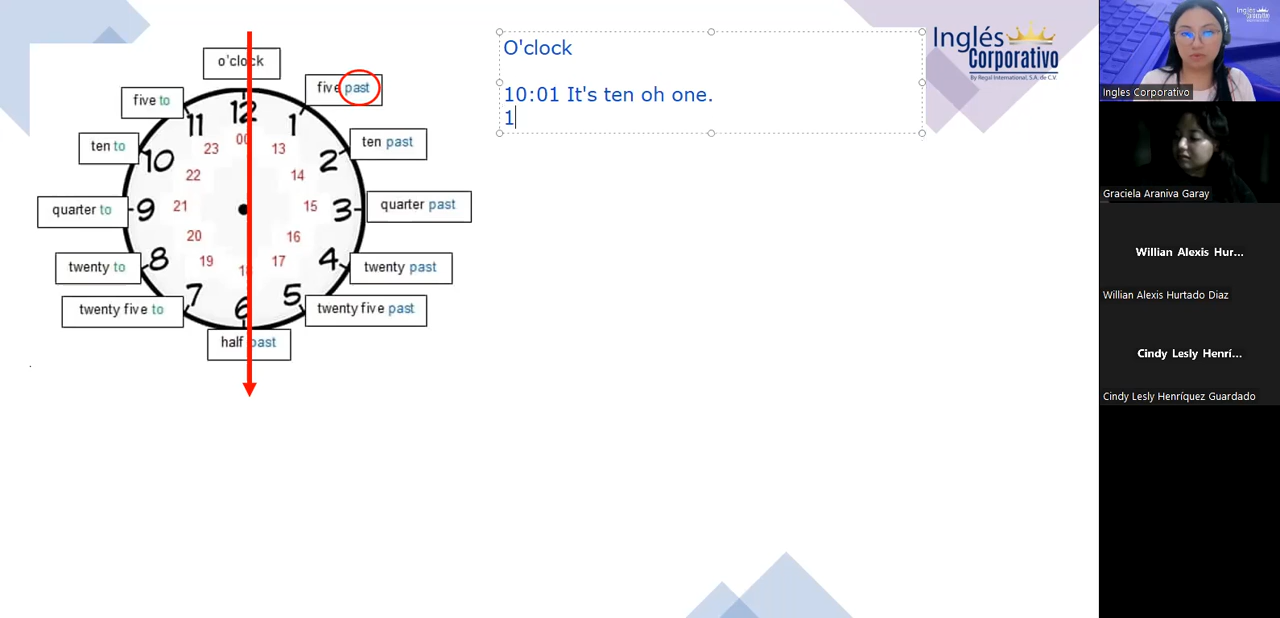 o'clock
five past
five to
12
11
1
00
23
13
ten past
ten to
10
2
22
14
quarter past
quarter to
9
3
21
15
20
16
8
4
twenty past
twenty to
19
17
7
5
6
twenty five past
twenty five to
half past
O'clock
10:01 It's ten oh one.
1
Inglés
Corporativo
By Regal International, S.A. de C.V.
Ingles Corporativo
Graciela Araniva Garay
Willian Alexis Hur...
Willian Alexis Hurtado Diaz
Cindy Lesly Henrí...
Cindy Lesly Henríquez Guardado